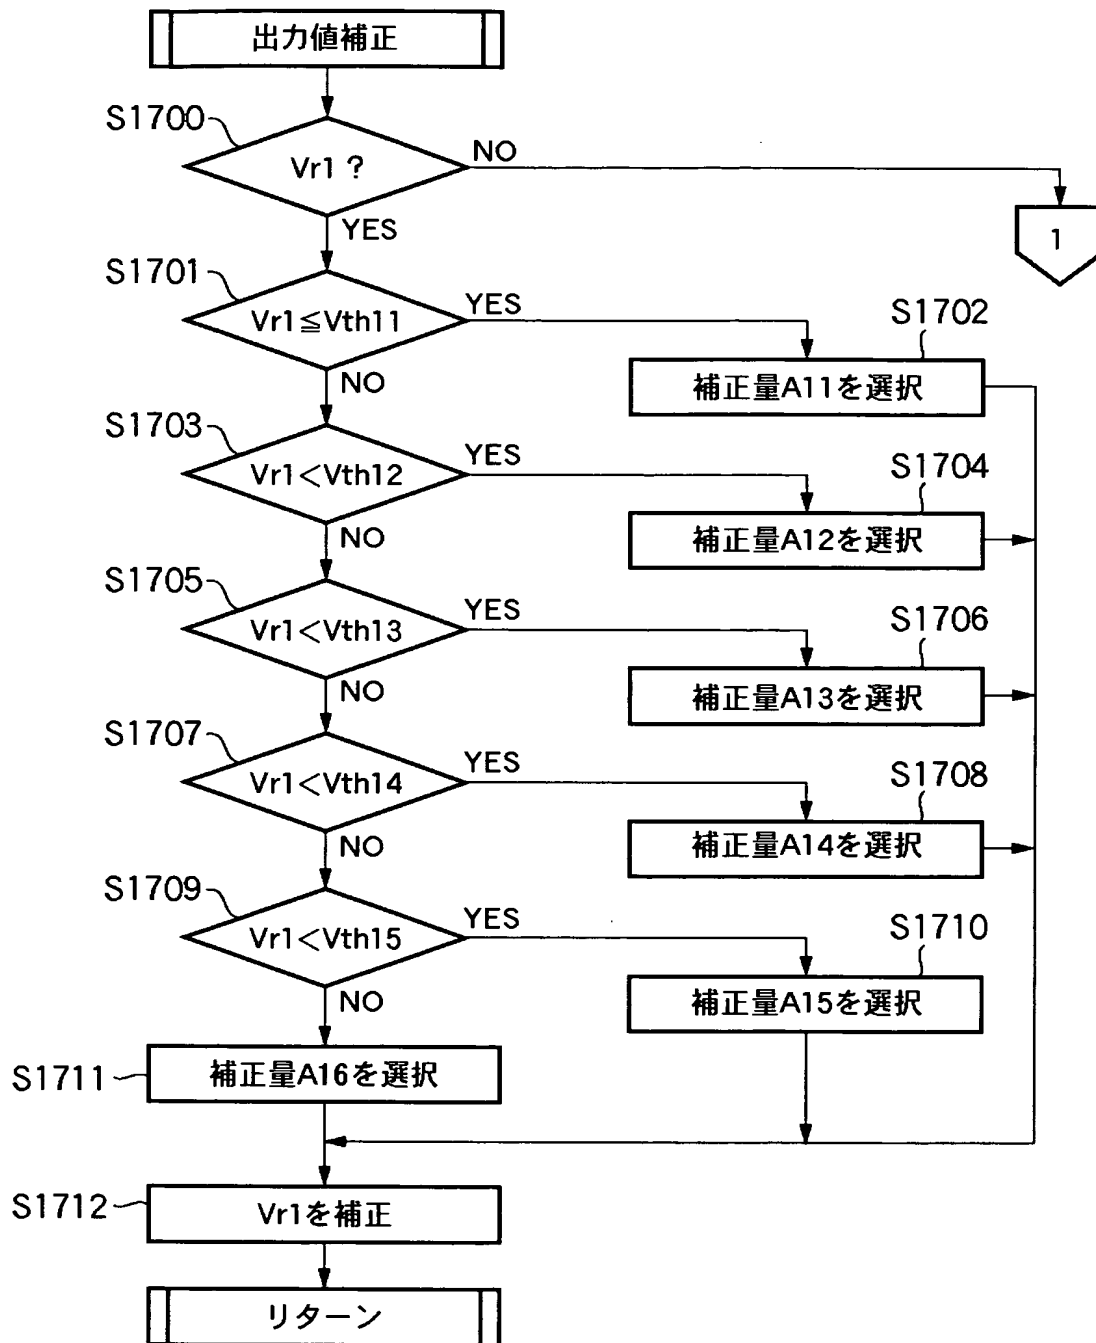 出力値補正
S1700
Vr1 ?
NO
YES
1
S1701
Vr1≦Vth11
YES
NO
S1702
補正量A11を選択
S1703
Vr1<Vth12
YES
NO
S1704
補正量A12を選択
S1705
Vr1<Vth13
YES
NO
S1706
補正量A13を選択
S1707
Vr1<Vth14
YES
NO
S1708
補正量A14を選択
S1709
Vr1<Vth15
YES
NO
S1710
補正量A15を選択
S1711
補正量A16を選択
S1712
Vr1を補正
リターン